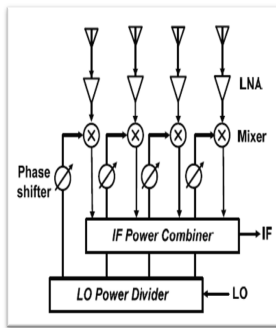 LNA
Mixer
Phase
shifter
IF Power Combiner
IF
LO Power Divider
LO